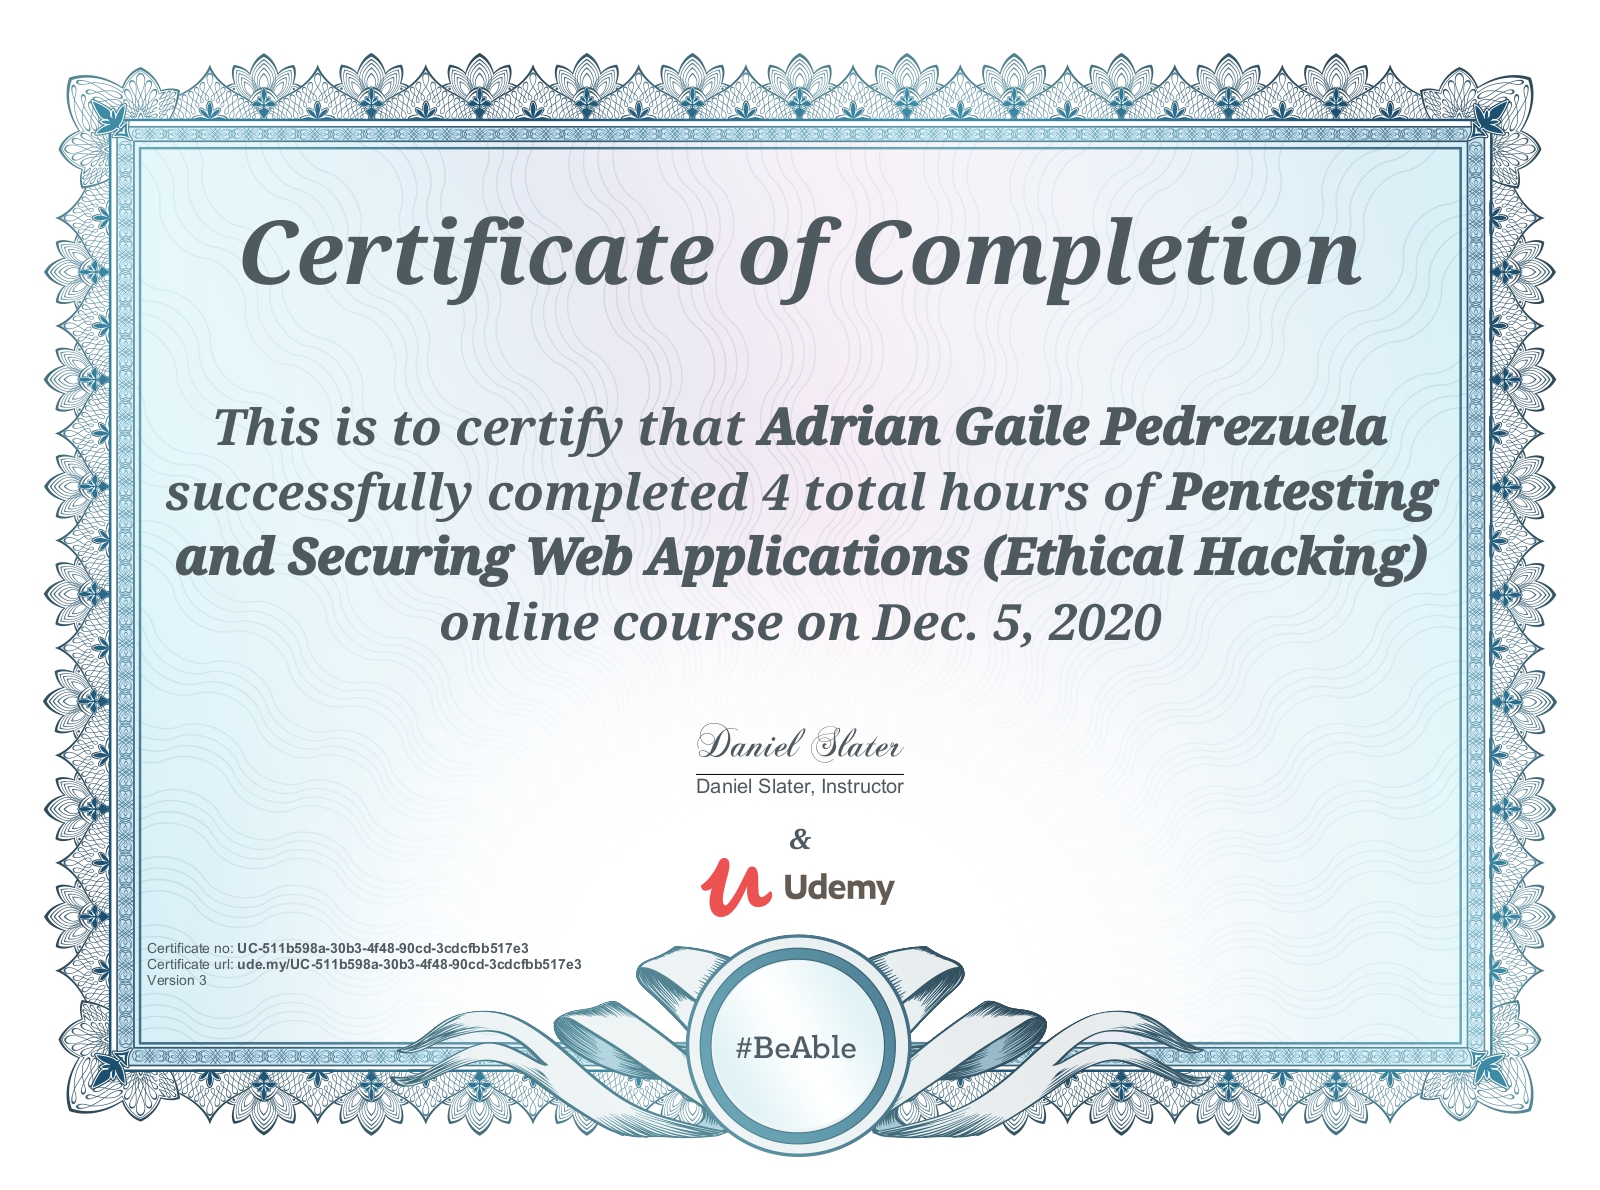 Certificate of Completion
This is to certify that Adrian Gaile Pedrezuela
successfully completed 4 total hours of Pentesting
and Securing Web Applications (Ethical Hacking)
online course on Dec. 5, 2020
Daniel Slater
Daniel Slater, Instructor
&
Udemy
Certificate no: UC-511b598a-30b3-4f48-90cd-3cdcfbb517e3
Certificate url: ude.my/UC-511b598a-30b3-4f48-90cd-3cdcfbb517e3
Version 3
#BeAble